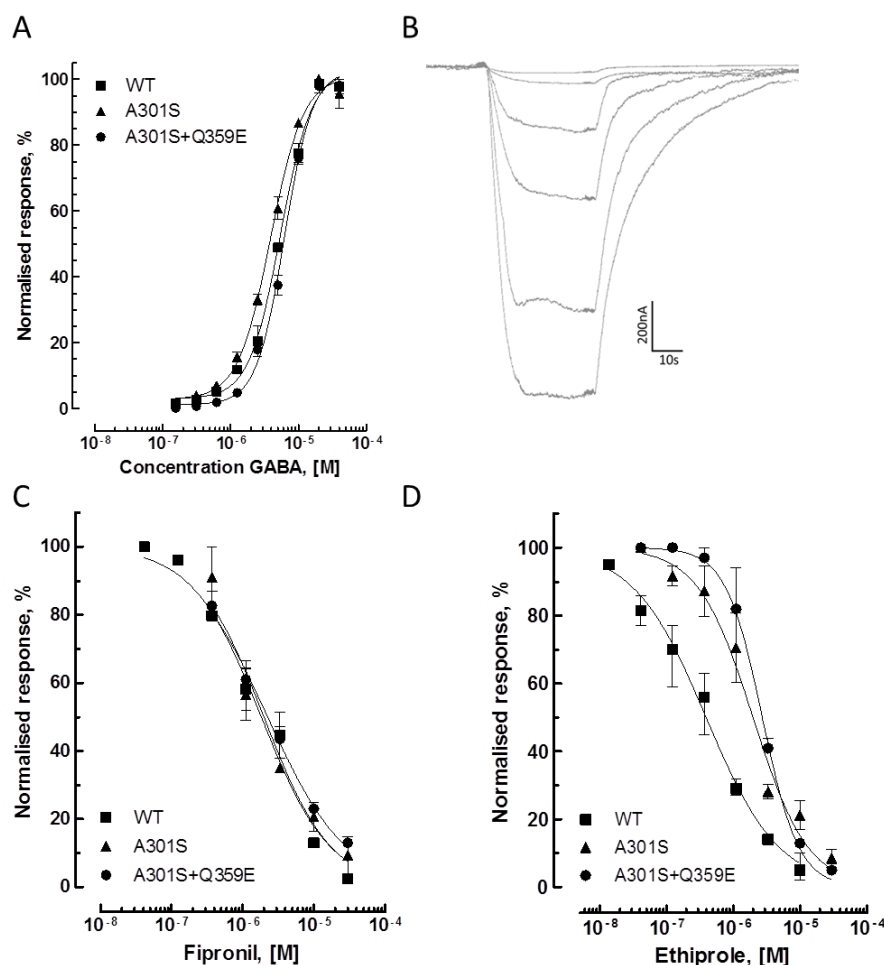 A
100
80
60
40
20
0
Normalised response, %
WT
A301S
A301S+Q359E
10⁻⁸
10⁻⁷
10⁻⁶
10⁻⁵
10⁻⁴
Concentration GABA, [M]
B
200nA
10s
C
100
80
60
40
20
0
Normalised response, %
WT
A301S
A301S+Q359E
10⁻⁸
10⁻⁷
10⁻⁶
10⁻⁵
10⁻⁴
Fipronil, [M]
D
100
80
60
40
20
0
Normalised response, %
WT
A301S
A301S+Q359E
10⁻⁸
10⁻⁷
10⁻⁶
10⁻⁵
10⁻⁴
Ethiprole, [M]